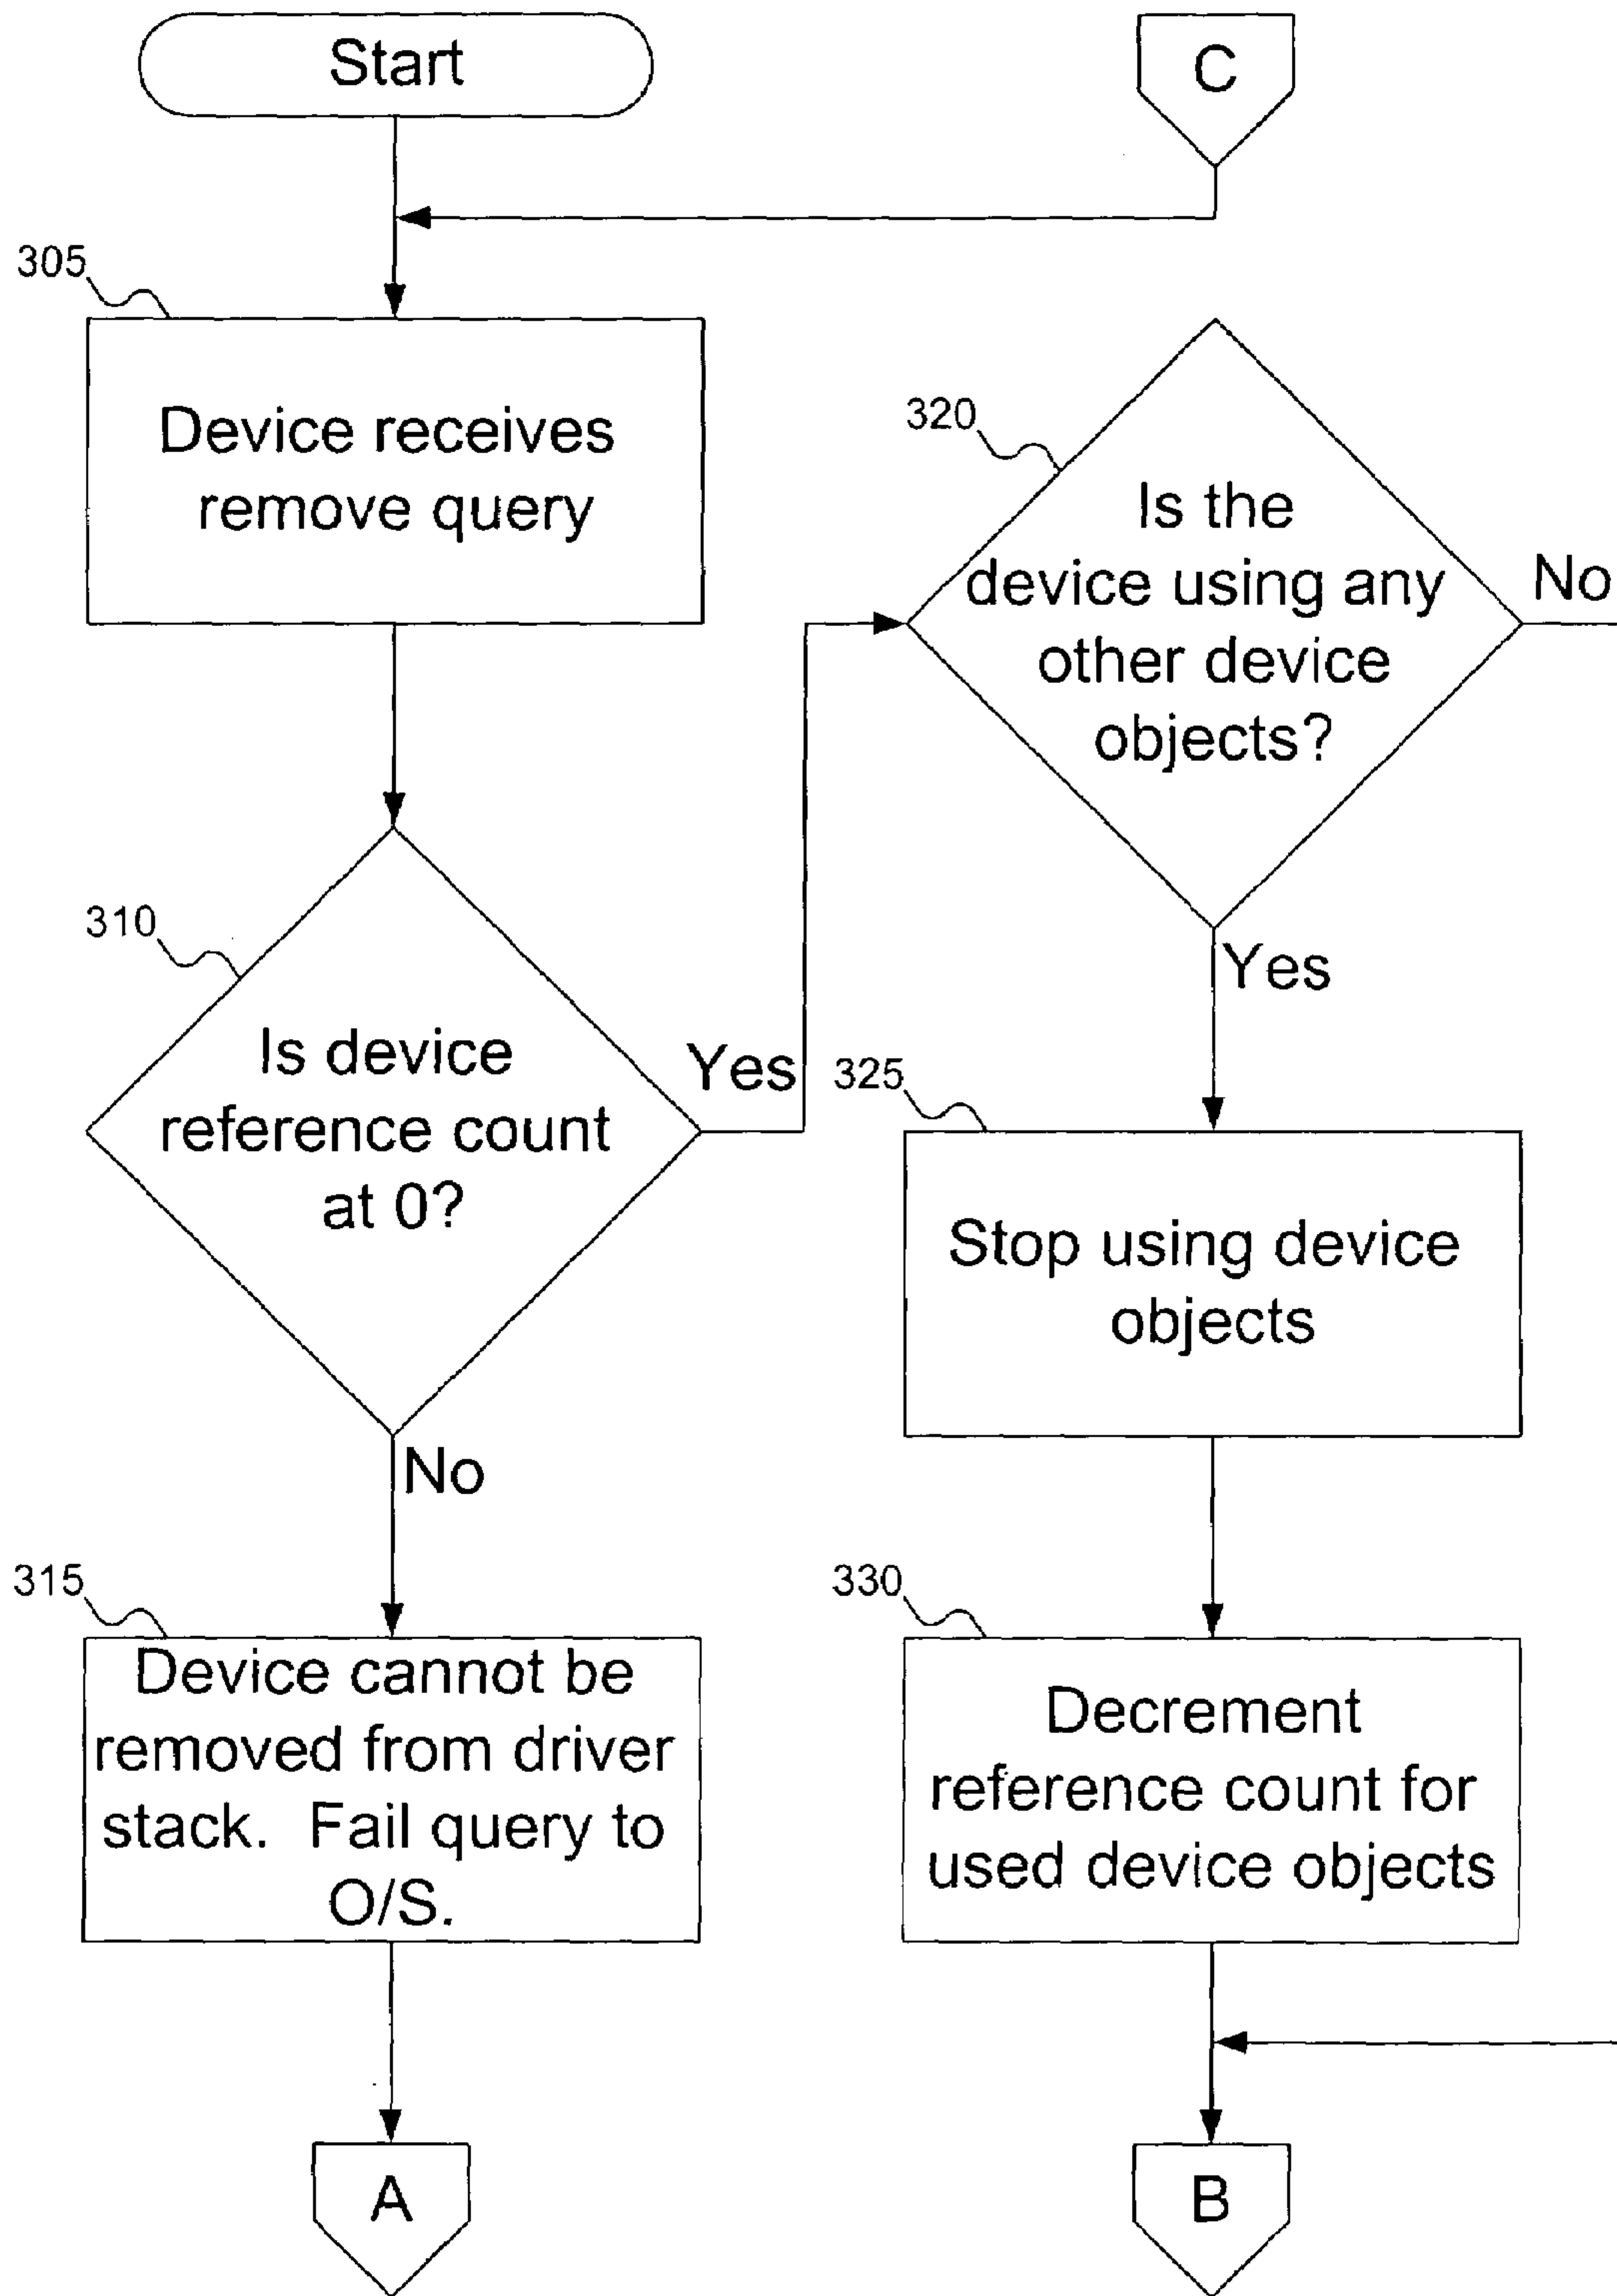 Start
C
305
Device receives
remove query
310
Is device
reference count
at 0?
Yes
No
315
Device cannot be
removed from driver
stack.  Fail query to
O/S.
A
320
Is the
device using any
other device
objects?
No
Yes
325
Stop using device
objects
330
Decrement
reference count for
used device objects
B